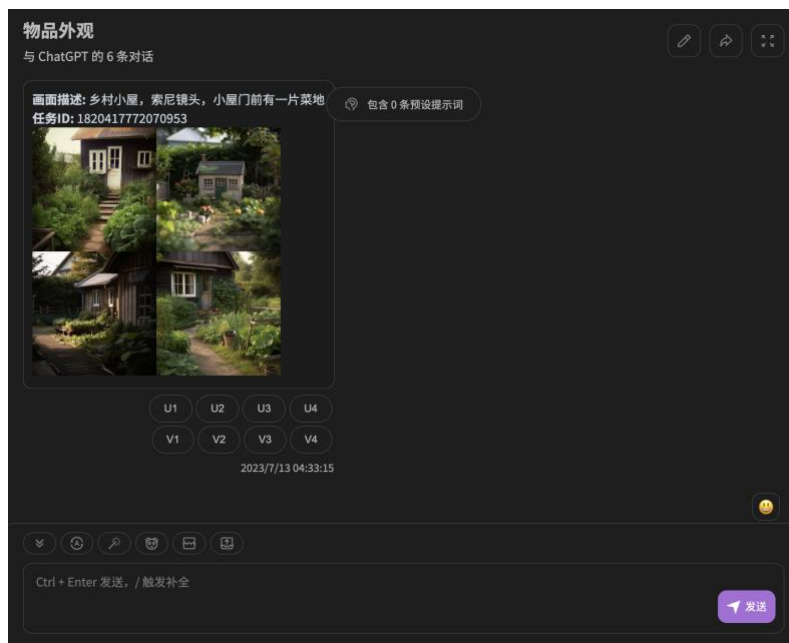 物品外观
与 ChatGPT 的 6 条对话
画面描述: 乡村小屋，索尼镜头，小屋门前有一片菜地
任务ID: 1820417772070953
包含 0 条预设提示词
U1 U2 U3 U4
V1 V2 V3 V4
2023/7/13 04:33:15
Ctrl + Enter 发送，/ 触发补全
发送